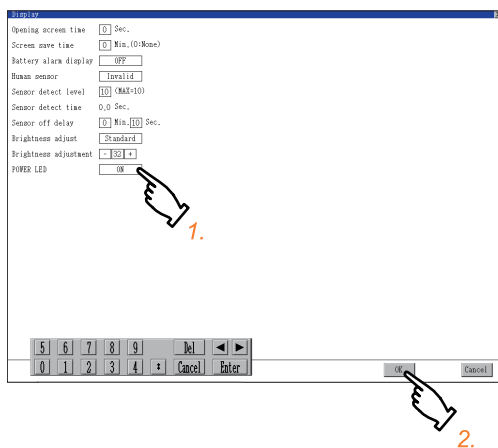 Display
Opening screen time 0 Sec.
Screen save time 0 Min.(0:None)
Battery alarm display OFF
Human sensor Invalid
Sensor detect level 10 (MAX=10)
Sensor detect time 0.0 Sec.
Sensor off delay 0 Min. 10 Sec.
Brightness adjust Standard
Brightness adjustment - 32 +
POWER LED ON
1.
5 6 7 8 9 Del ◀ ▶
0 1 2 3 4 Cancel Enter
OK Cancel
2.